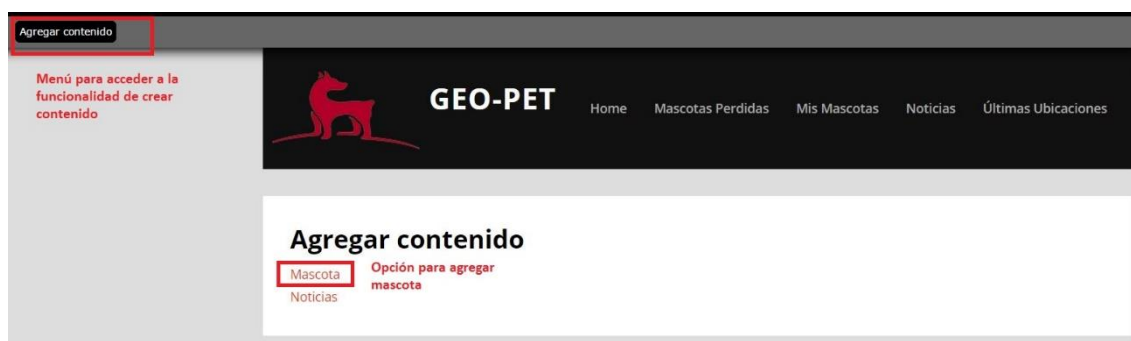 Agregar contenido
Menú para acceder a la
funcionalidad de crear
contenido
GEO-PET
Home Mascotas Perdidas Mis Mascotas Noticias Últimas Ubicaciones
Agregar contenido
Mascota
Opción para agregar
mascota
Noticias